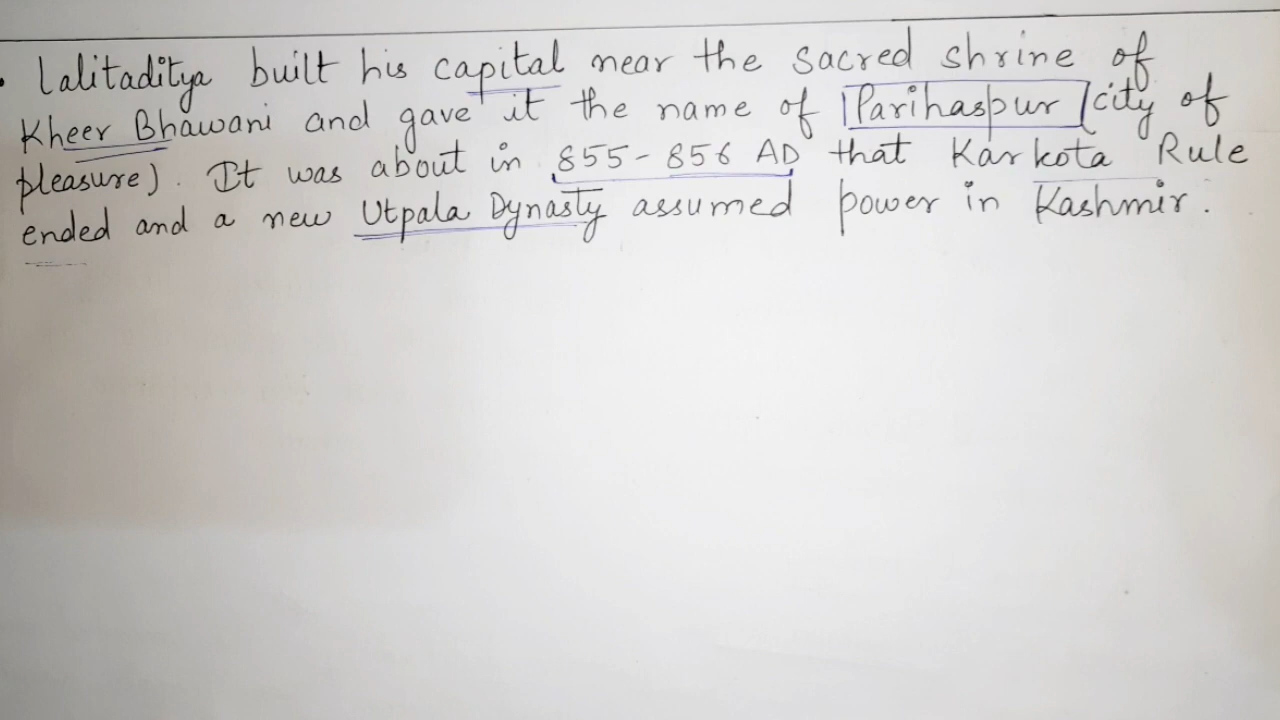 . Lalitaditya built his capital near the sacred shrine of
Kheer Bhawani and gave it the name of Parihaspur (city of
pleasure). It was about in 855-856 AD that Karkota Rule
ended and a new Utpala Dynasty assumed power in Kashmir.